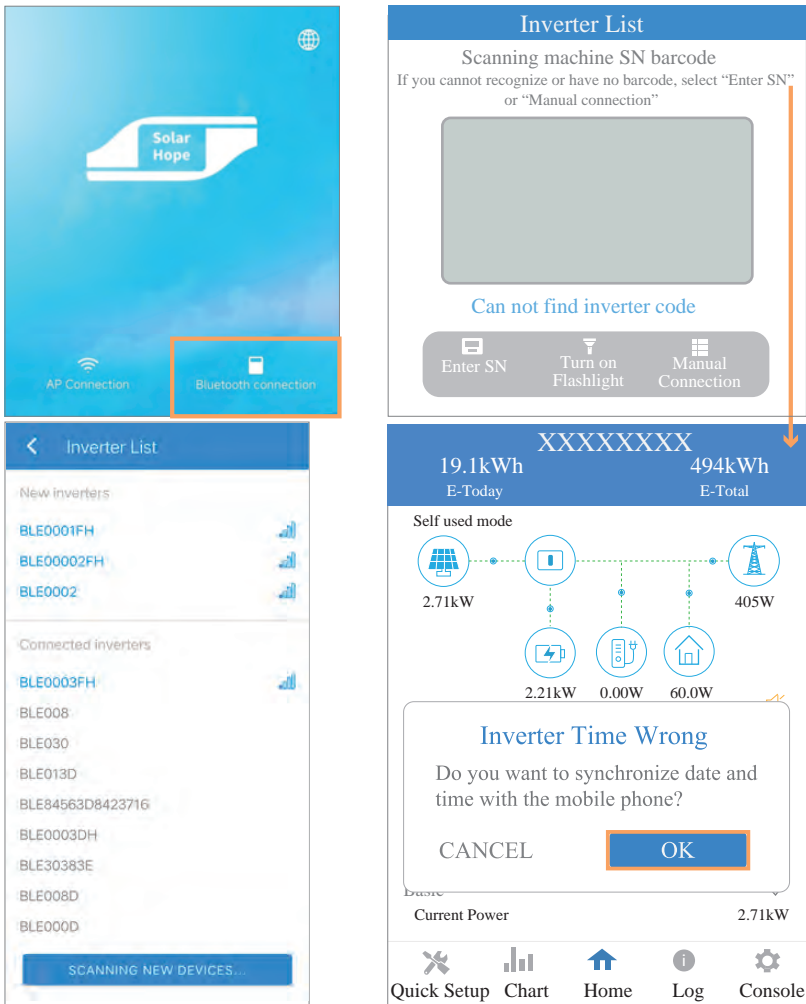 Solar
Hope
AP Connection
Bluetooth connection
Inverter List
Scanning machine SN barcode
If you cannot recognize or have no barcode, select “Enter SN”
or “Manual connection”
Can not find inverter code
Enter SN
Turn on
Flashlight
Manual
Connection
Inverter List
New inverters
BLE0001FH
BLE00002FH
BLE0002
Connected inverters
BLE0003FH
BLE008
BLE030
BLE013D
BLE84563D8423716
BLE0003DH
BLE30383E
BLE008D
BLE000D
SCANNING NEW DEVICES...
XXXXXXXX
19.1kWh 494kWh
E-Today E-Total
Self used mode
2.71kW 405W
2.21kW 0.00W 60.0W
Inverter Time Wrong
Do you want to synchronize date and
time with the mobile phone?
CANCEL OK
Basic
Current Power 2.71kW
Quick Setup Chart Home Log Console